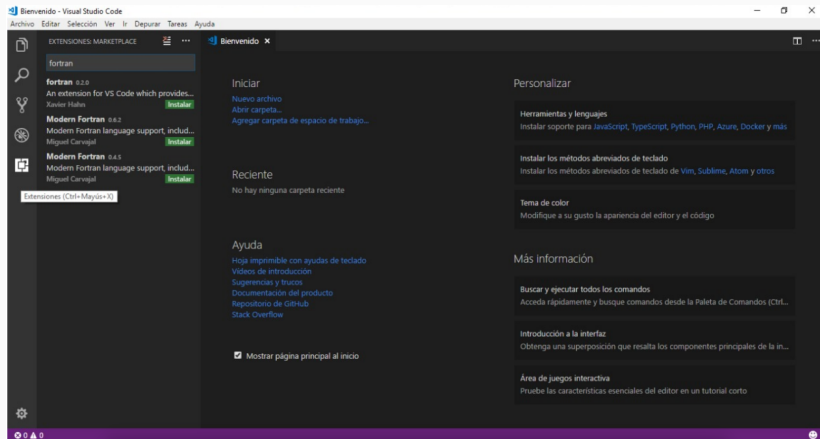 Bienvenido - Visual Studio Code
Archivo Editar Selección Ver Ir Depurar Tareas Ayuda
EXTENSIONES: MARKETPLACE
fortran
fortran 0.2.0
An extension for VS Code which provides...
Xavier Hahn Instalar
Modern Fortran 0.6.2
Modern Fortran language support, includ...
Miguel Carvajal Instalar
Modern Fortran 0.4.5
Modern Fortran language support, includ...
Miguel Carvajal Instalar
Extensiones (Ctrl+Mayús+X)
Bienvenido
Iniciar
Nuevo archivo
Abrir carpeta...
Agregar carpeta de espacio de trabajo...
Reciente
No hay ninguna carpeta reciente
Ayuda
Hoja imprimible con ayudas de teclado
Vídeos de introducción
Sugerencias y trucos
Documentación del producto
Repositorio de GitHub
Stack Overflow
Mostrar página principal al inicio
Personalizar
Herramientas y lenguajes
Instalar soporte para JavaScript, TypeScript, Python, PHP, Azure, Docker y más
Instalar los métodos abreviados de teclado
Instalar los métodos abreviados de teclado de Vim, Sublime, Atom y otros
Tema de color
Modifique a su gusto la apariencia del editor y el código
Más información
Buscar y ejecutar todos los comandos
Acceda rápidamente y busque comandos desde la Paleta de Comandos (Ctrl...
Introducción a la interfaz
Obtenga una superposición que resalta los componentes principales de la in...
Área de juegos interactiva
Pruebe las características esenciales del editor en un tutorial corto
0 0